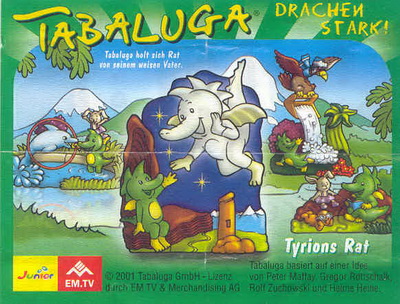 TABALUGA®
DRACHEN
STARK!
Tabaluga holt sich Rat
von seinem weisen Vater.
Tyrions Rat
Junior
EM.TV
© 2001 Tabaluga GmbH - Lizenz
durch EM TV & Merchandising AG
Tabaluga basiert auf einer Idee
von Peter Maffay, Gregor Rottschalk,
Rolf Zuckowski und Helme Heine.